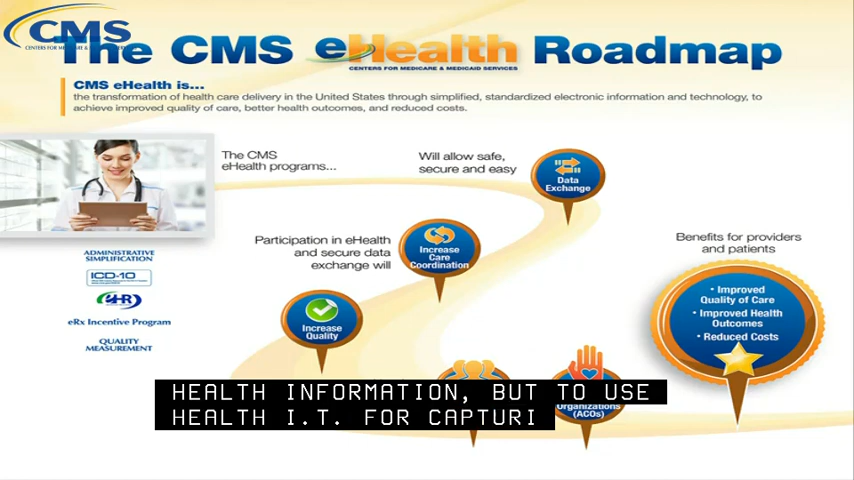 CMS
CENTERS FOR MEDICARE & MEDICAID SERVICES
The CMS eHealth Roadmap
CENTERS FOR MEDICARE & MEDICAID SERVICES
CMS eHealth is...
the transformation of health care delivery in the United States through simplified, standardized electronic information and technology, to
achieve improved quality of care, better health outcomes, and reduced costs.
The CMS
eHealth programs...
Will allow safe,
secure and easy
Data
Exchange
ADMINISTRATIVE
SIMPLIFICATION
ICD-10
EHR
eRx Incentive Program
QUALITY
MEASUREMENT
Participation in eHealth
and secure data
exchange will
Increase
Care
Coordination
Increase
Quality
Organizations
(ACOs)
Benefits for providers
and patients
• Improved
Quality of Care
• Improved Health
Outcomes
• Reduced Costs
HEALTH INFORMATION, BUT TO USE
HEALTH I.T. FOR CAPTURI